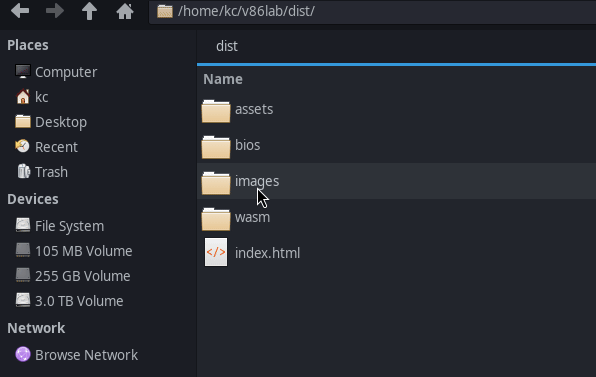 /home/kc/v86lab/dist/
Places
Computer
kc
Desktop
Recent
Trash
Devices
File System
105 MB Volume
255 GB Volume
3.0 TB Volume
Network
Browse Network
dist
Name
assets
bios
images
wasm
</> index.html